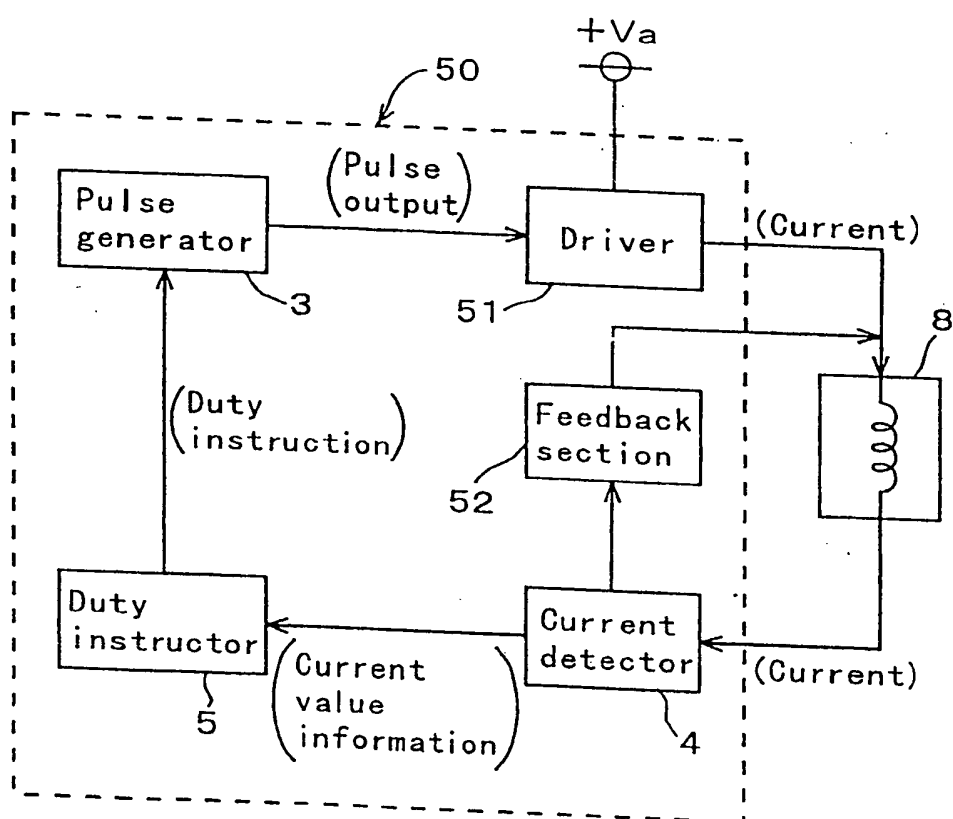 +Va
50
(Pulse
output)
Pulse
generator
3
Driver
51
(Current)
8
(Duty
instruction)
Feedback
section
52
Duty
instructor
5
(Current
value
information)
Current
detector
4
(Current)